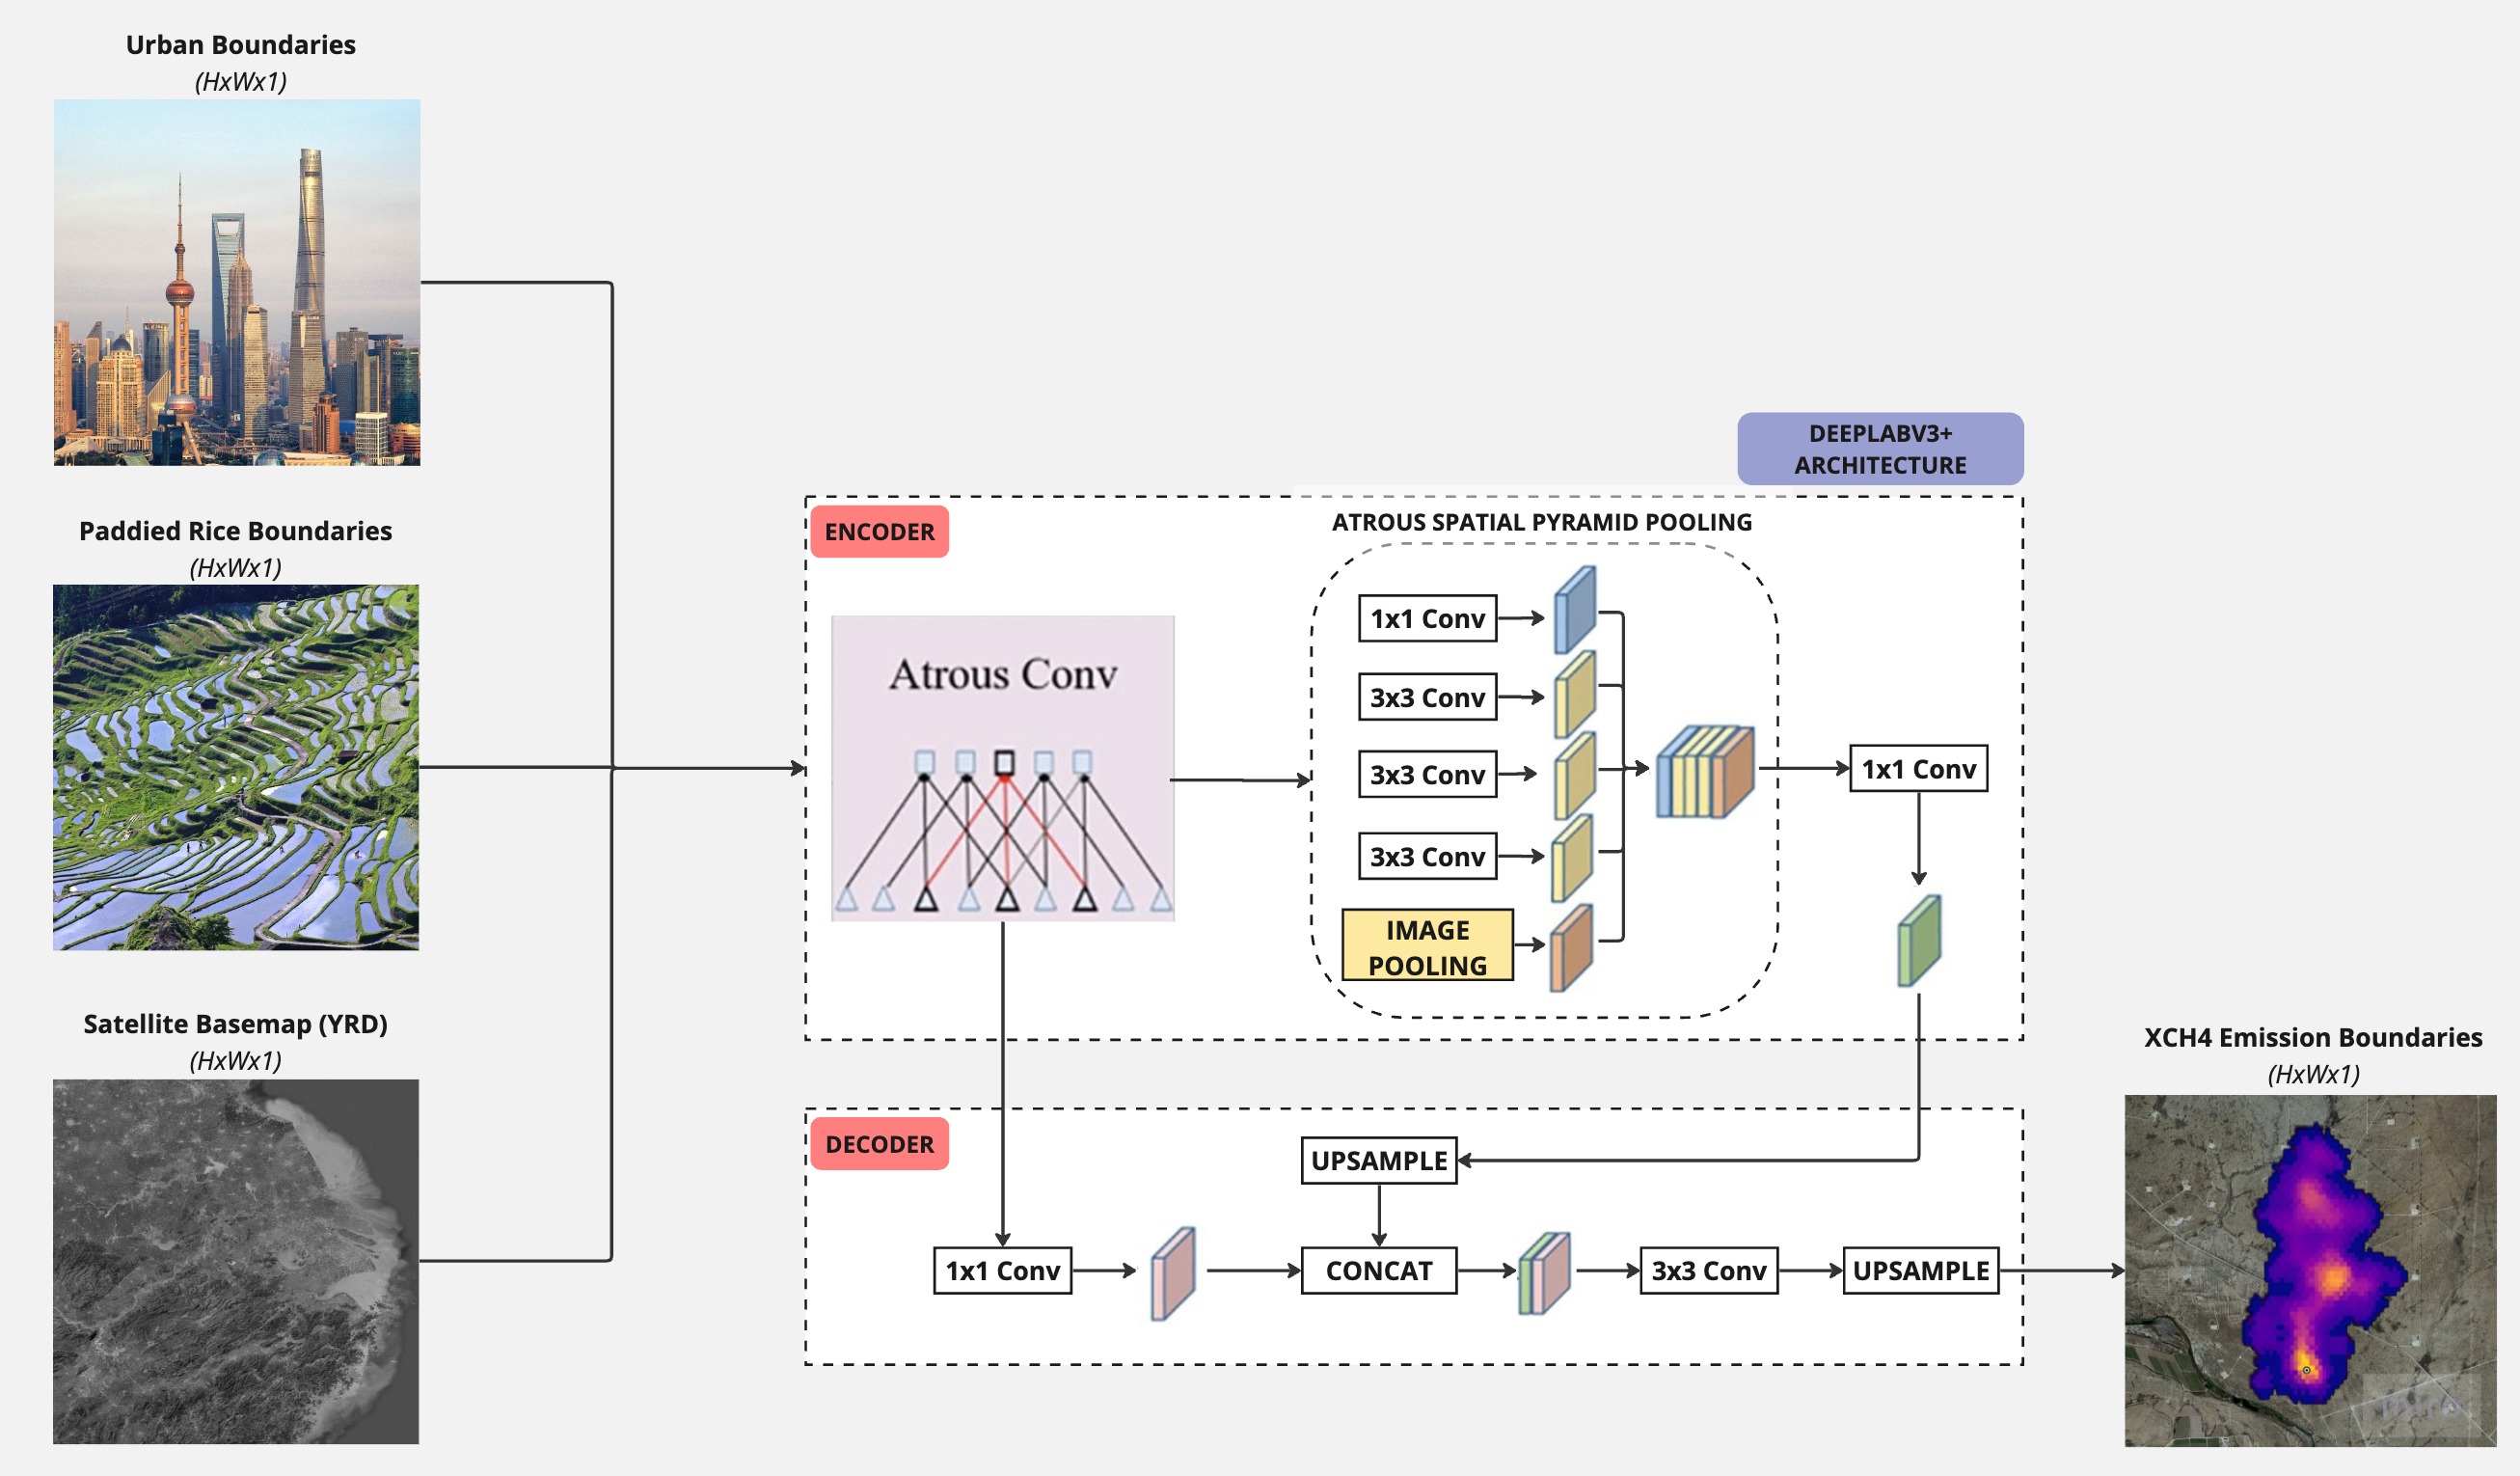 Urban Boundaries
(HxWx1)
Paddied Rice Boundaries
(HxWx1)
Satellite Basemap (YRD)
(HxWx1)
DEEPLABV3+
ARCHITECTURE
ENCODER
Atrous Conv
ATROUS SPATIAL PYRAMID POOLING
1x1 Conv
3x3 Conv
3x3 Conv
3x3 Conv
IMAGE
POOLING
1x1 Conv
DECODER
UPSAMPLE
1x1 Conv
CONCAT
3x3 Conv
UPSAMPLE
XCH4 Emission Boundaries
(HxWx1)
miro